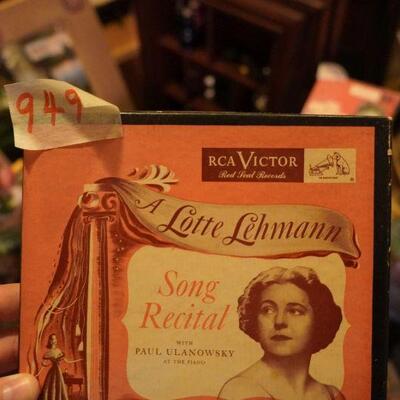 949
RCA VICTOR
Red Seal Records
A Lotte Lehmann
Song
Recital
WITH
PAUL ULANOWSKY
AT THE PIANO